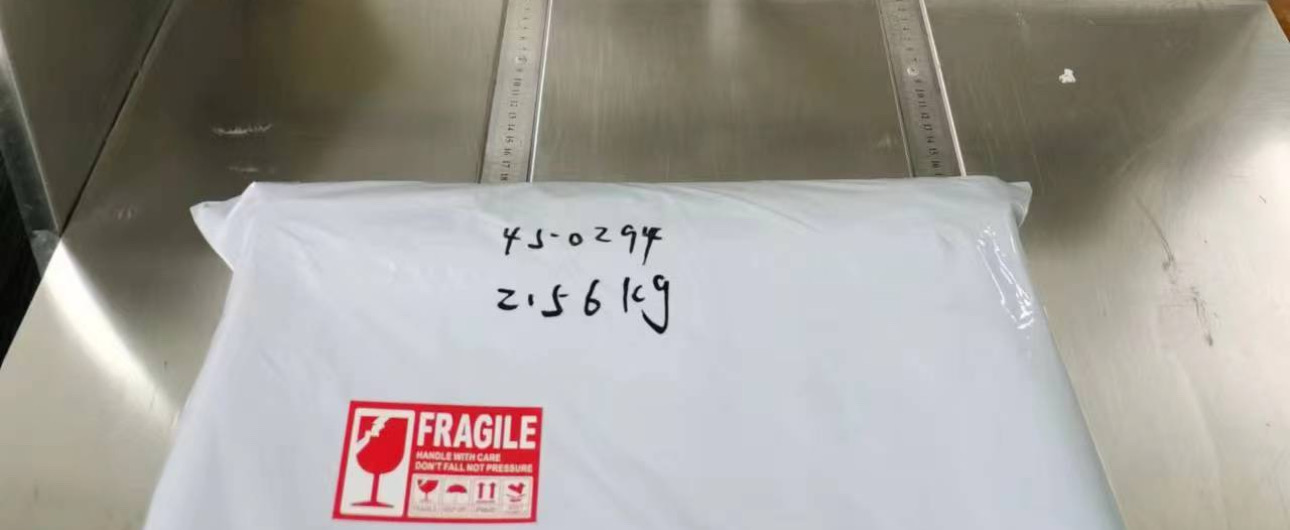 45-0294
2.56kg
FRAGILE
HANDLE WITH CARE
DON'T FALL NOT PRESSURE